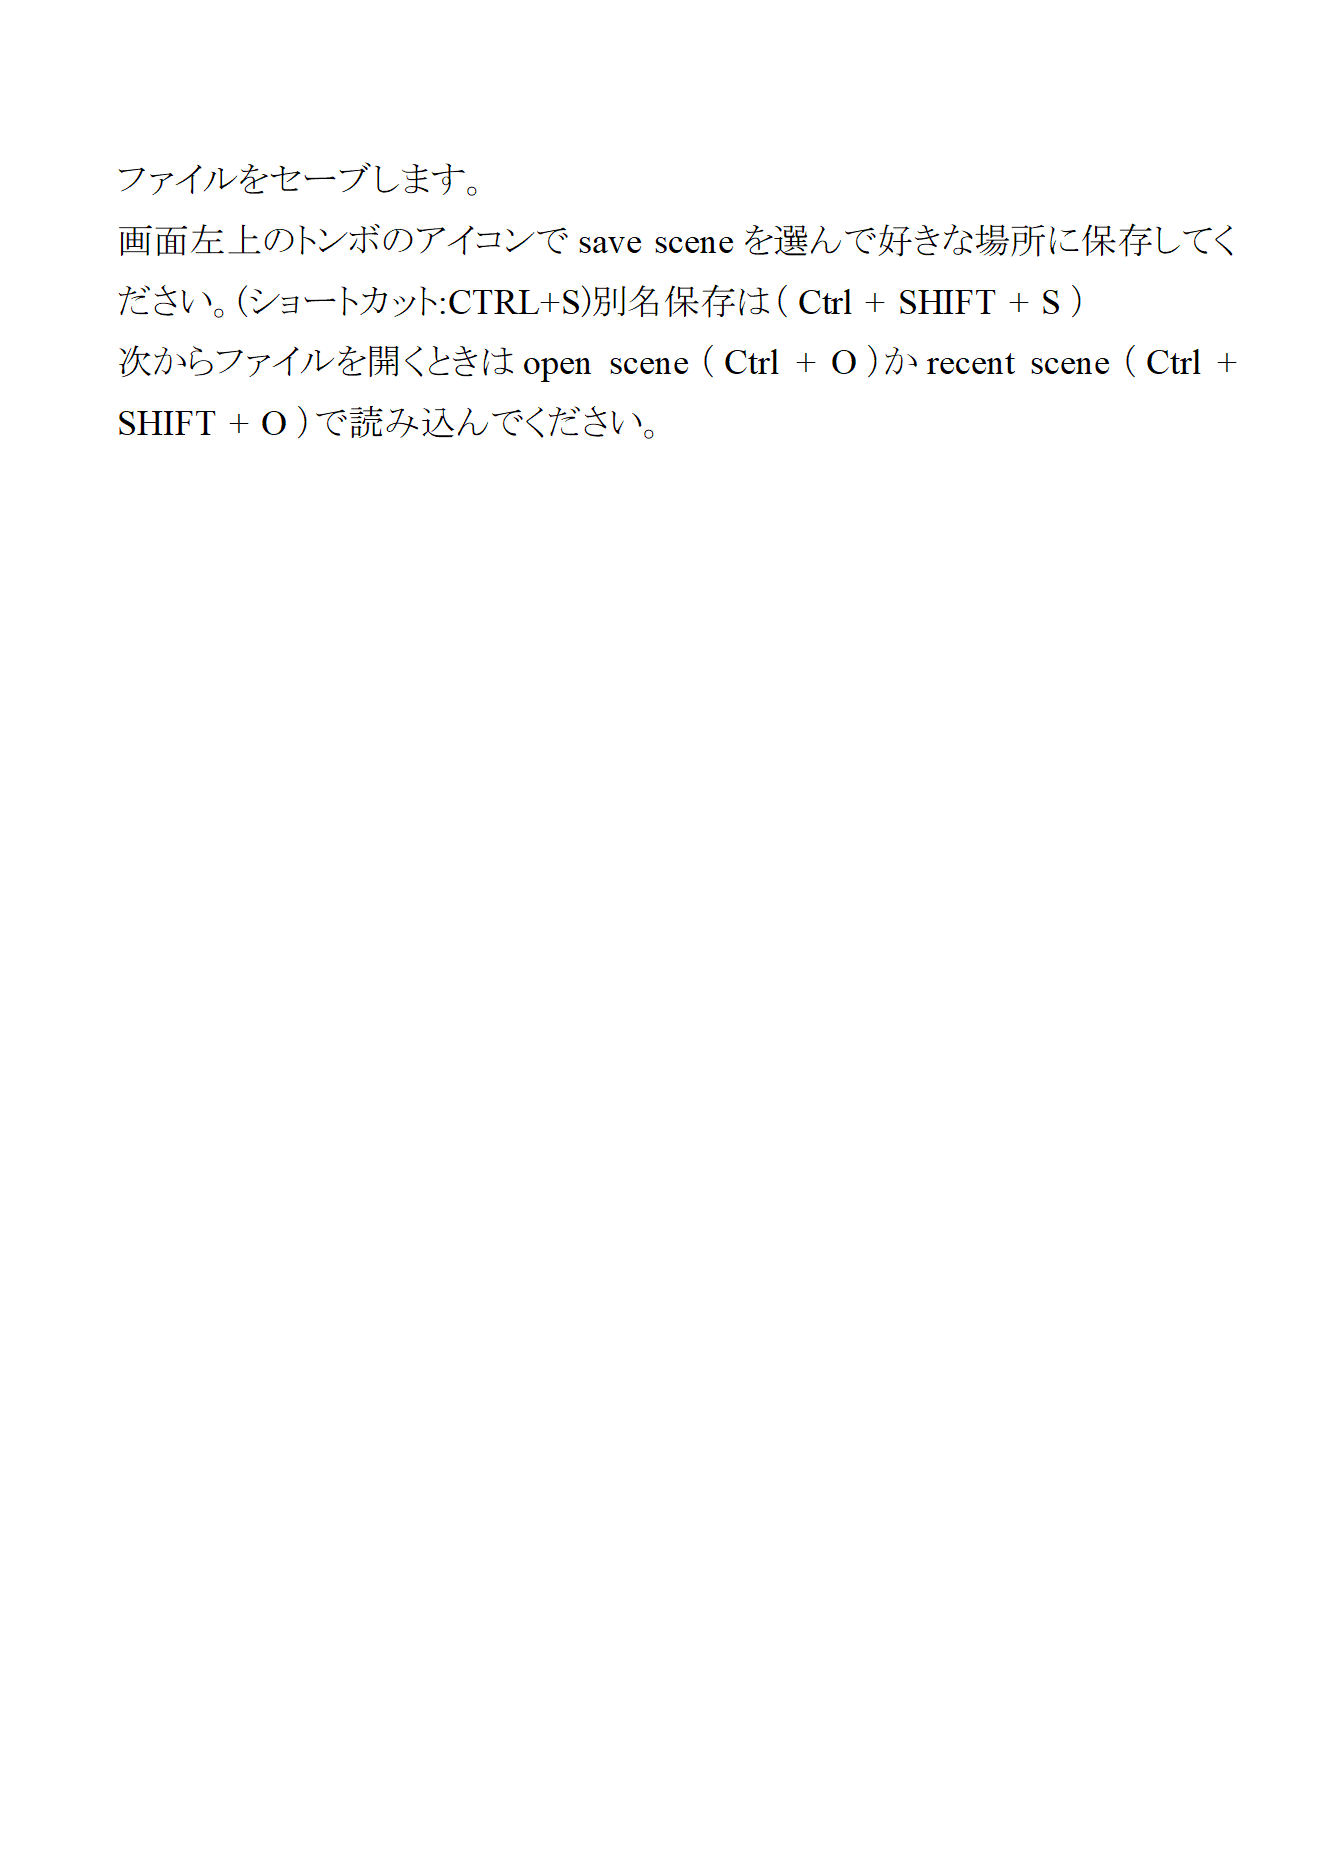 ファイルをセーブします。
画面左上のトンボのアイコンで save scene を選んで好きな場所に保存してく
ださい。(ショートカット:CTRL+S)別名保存は( Ctrl + SHIFT + S )
次からファイルを開くときは open scene ( Ctrl + O )か recent scene ( Ctrl +
SHIFT + O )で読み込んでください。